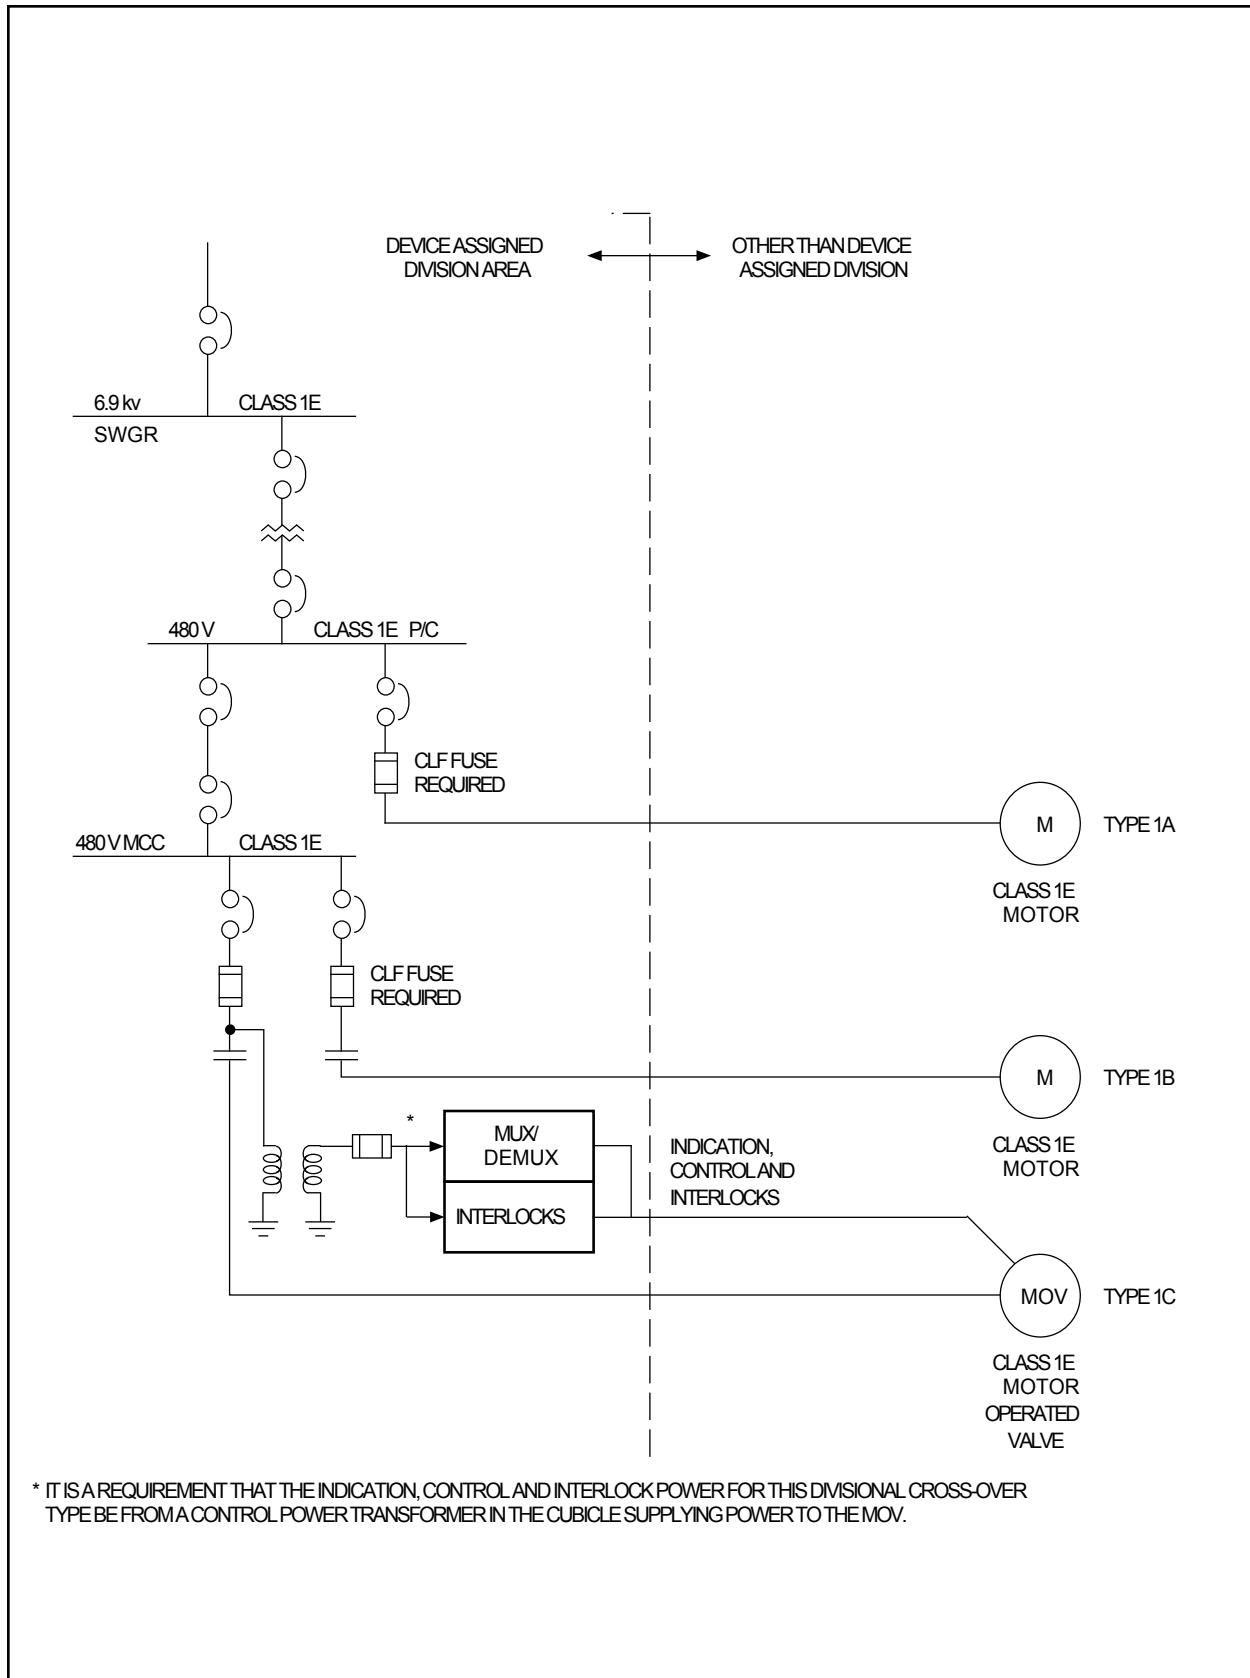 DEVICE ASSIGNED
DIVISION AREA
OTHER THAN DEVICE
ASSIGNED DIVISION
6.9 kv
CLASS 1E
SWGR
480 V
CLASS 1E P/C
CLF FUSE
REQUIRED
M
TYPE 1A
480 V MCC
CLASS 1E
CLASS 1E
MOTOR
CLF FUSE
REQUIRED
M
TYPE 1B
*
MUX/
DEMUX
INDICATION,
CONTROL AND
INTERLOCKS
CLASS 1E
MOTOR
INTERLOCKS
MOV
TYPE 1C
CLASS 1E
MOTOR
OPERATED
VALVE
* IT IS A REQUIREMENT THAT THE INDICATION, CONTROL AND INTERLOCK POWER FOR THIS DIVISIONAL CROSS-OVER
TYPE BE FROM A CONTROL POWER TRANSFORMER IN THE CUBICLE SUPPLYING POWER TO THE MOV.